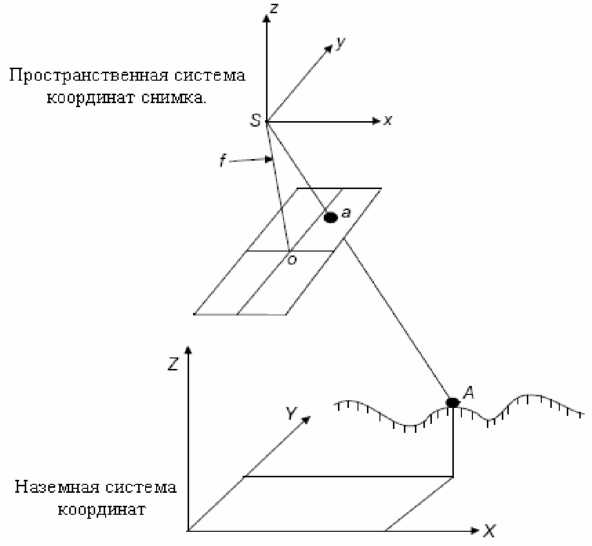 z
y
Пространственная система
координат снимка.
S
x
f
a
o
Z
A
Y
Наземная система
координат
X